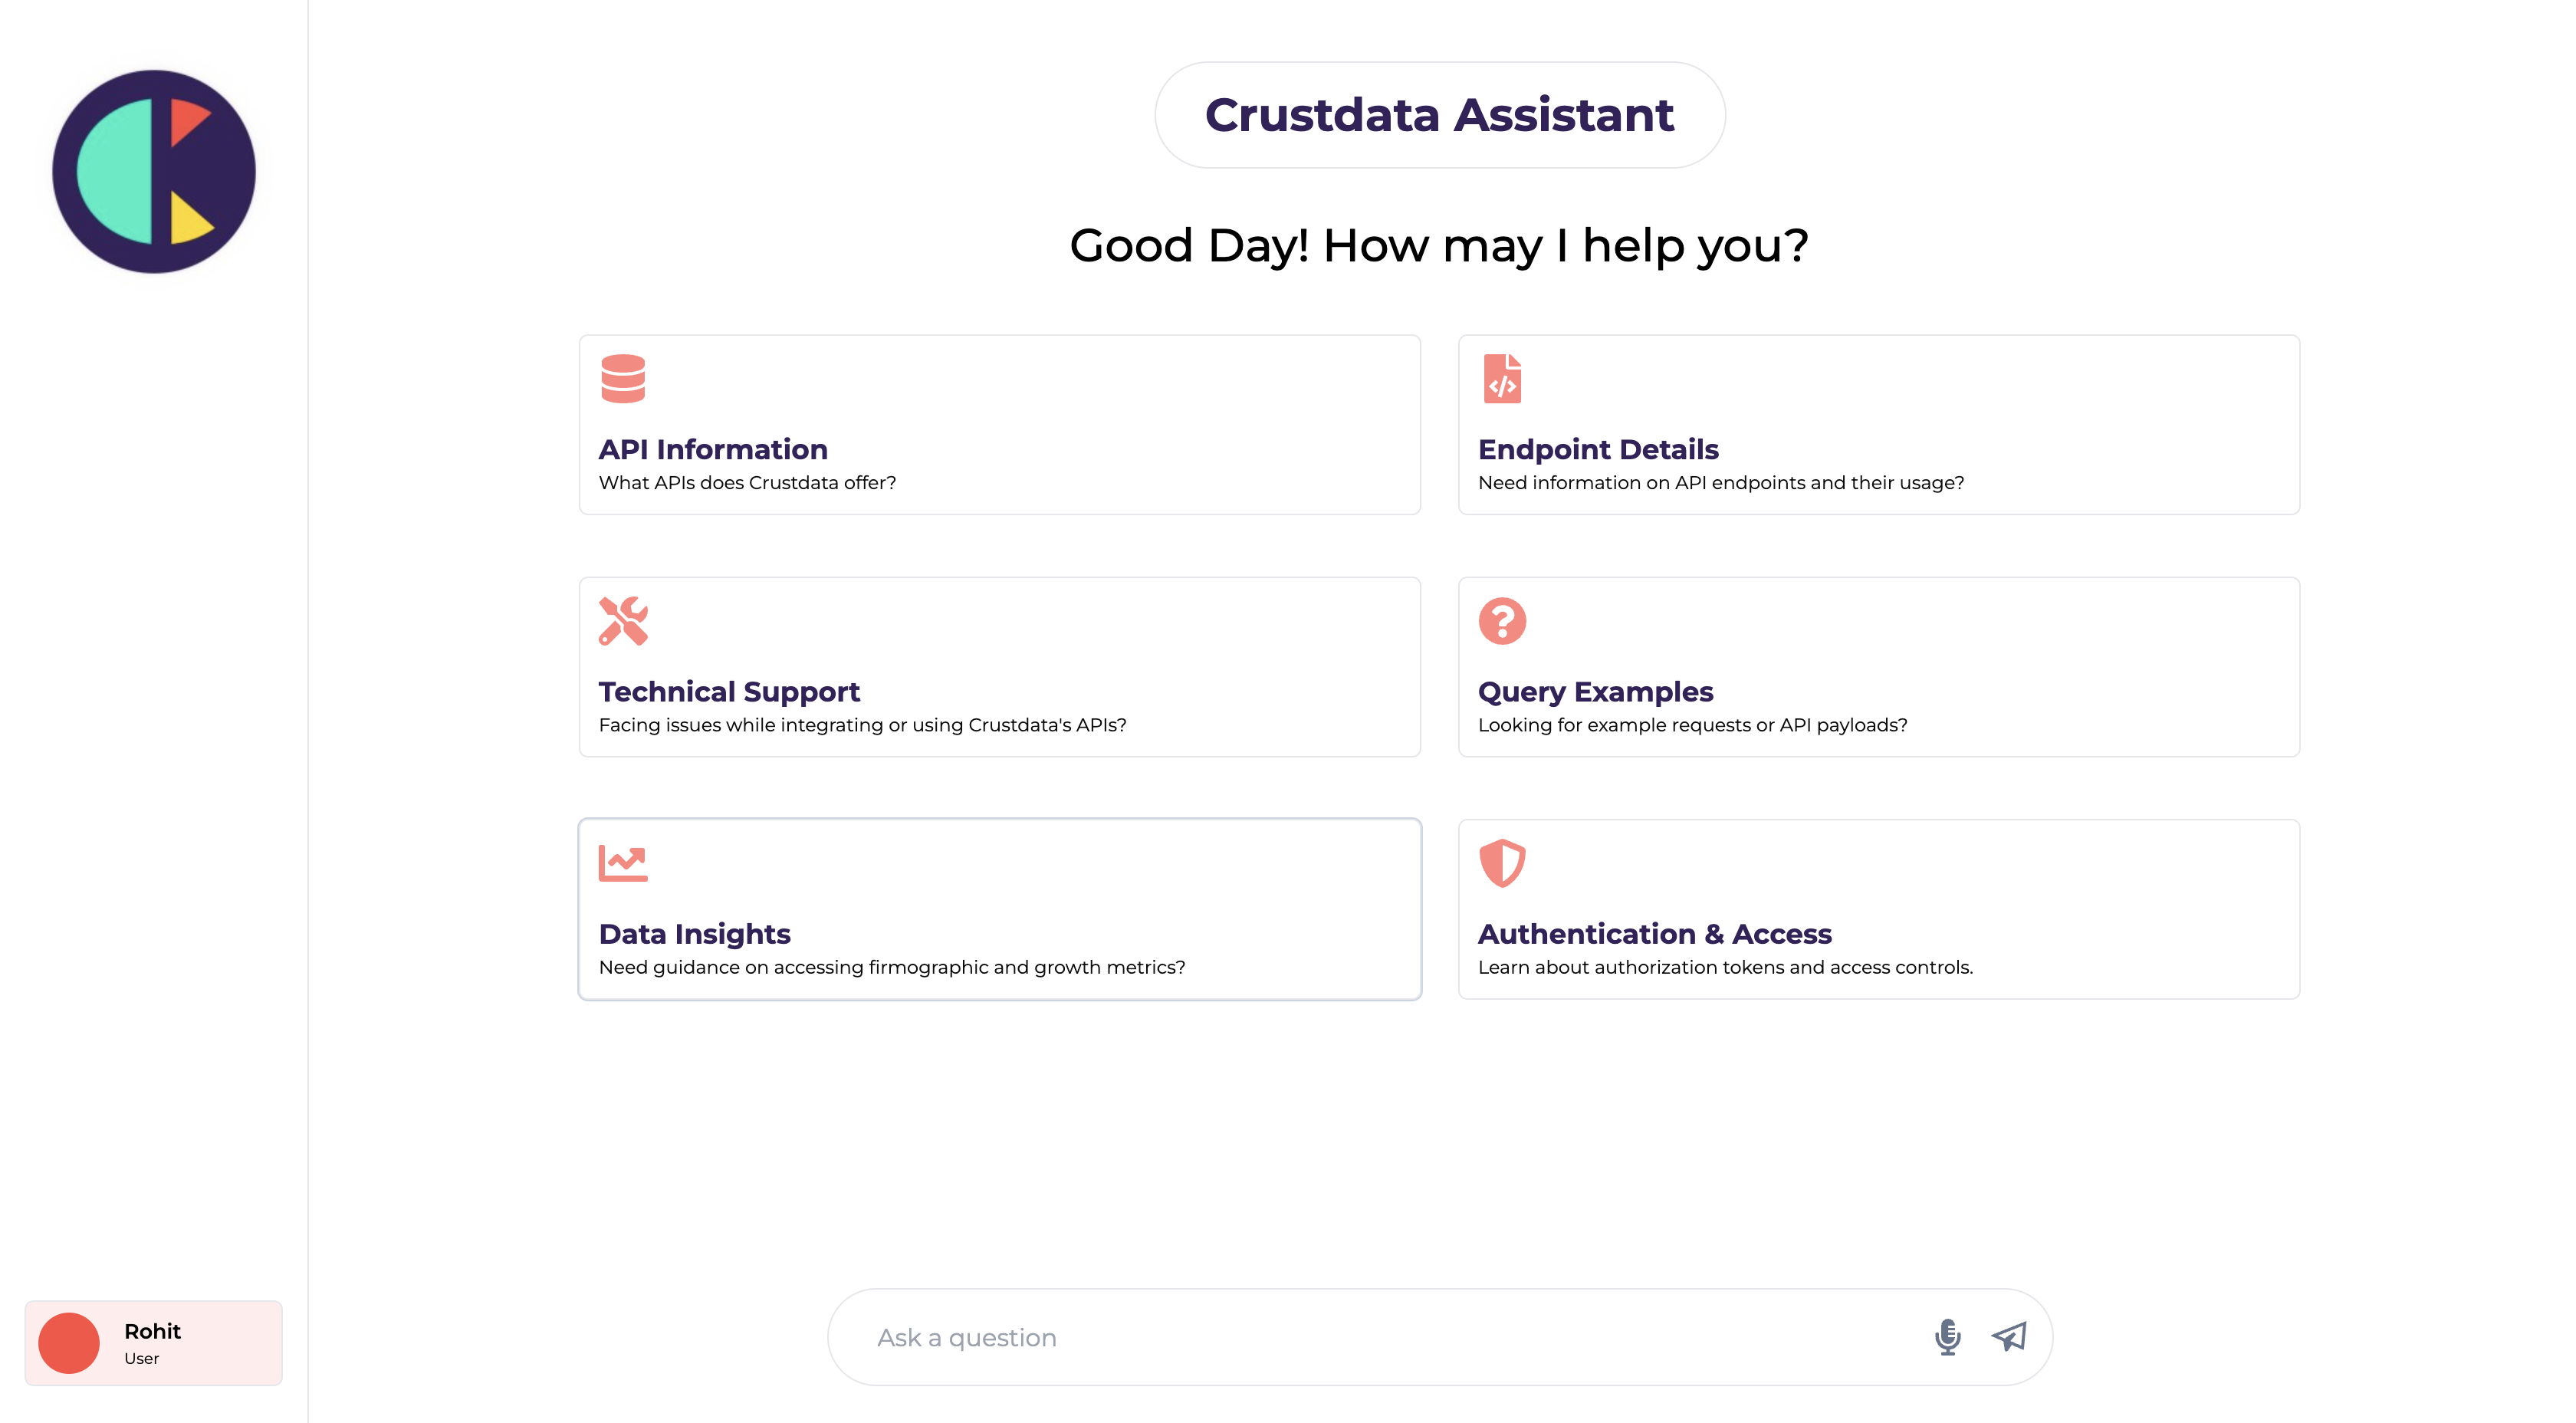 Crustdata Assistant
Good Day! How may I help you?
API Information
What APIs does Crustdata offer?
Endpoint Details
Need information on API endpoints and their usage?
Technical Support
Facing issues while integrating or using Crustdata's APIs?
Query Examples
Looking for example requests or API payloads?
Data Insights
Need guidance on accessing firmographic and growth metrics?
Authentication & Access
Learn about authorization tokens and access controls.
Rohit
User
Ask a question